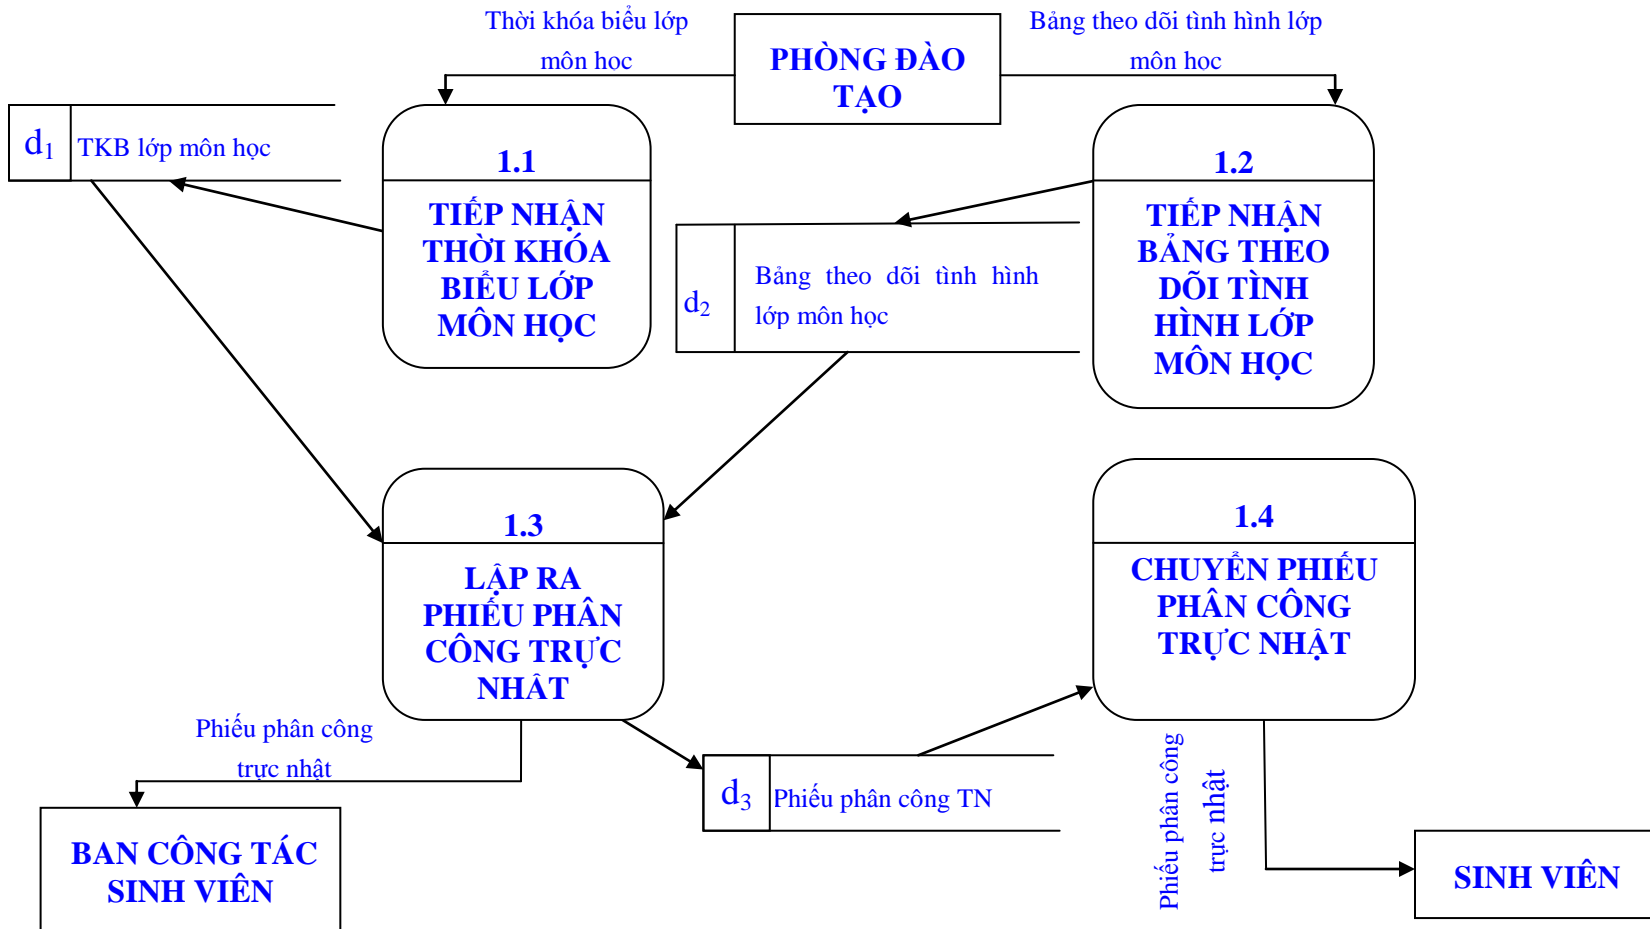 Thời khóa biểu lớp
môn học
PHÒNG ĐÀO
TẠO
Bảng theo dõi tình hình lớp
môn học
d₁
TKB lớp môn học
1.1
TIẾP NHẬN
THỜI KHÓA
BIỂU LỚP
MÔN HỌC
d₂
Bảng theo dõi tình hình
lớp môn học
1.2
TIẾP NHẬN
BẢNG THEO
DÕI TÌNH
HÌNH LỚP
MÔN HỌC
1.3
LẬP RA
PHIẾU PHÂN
CÔNG TRỰC
NHẬT
1.4
CHUYỂN PHIẾU
PHÂN CÔNG
TRỰC NHẬT
Phiếu phân công
trực nhật
d₃
Phiếu phân công TN
Phiếu phân công
trực nhật
BAN CÔNG TÁC
SINH VIÊN
SINH VIÊN